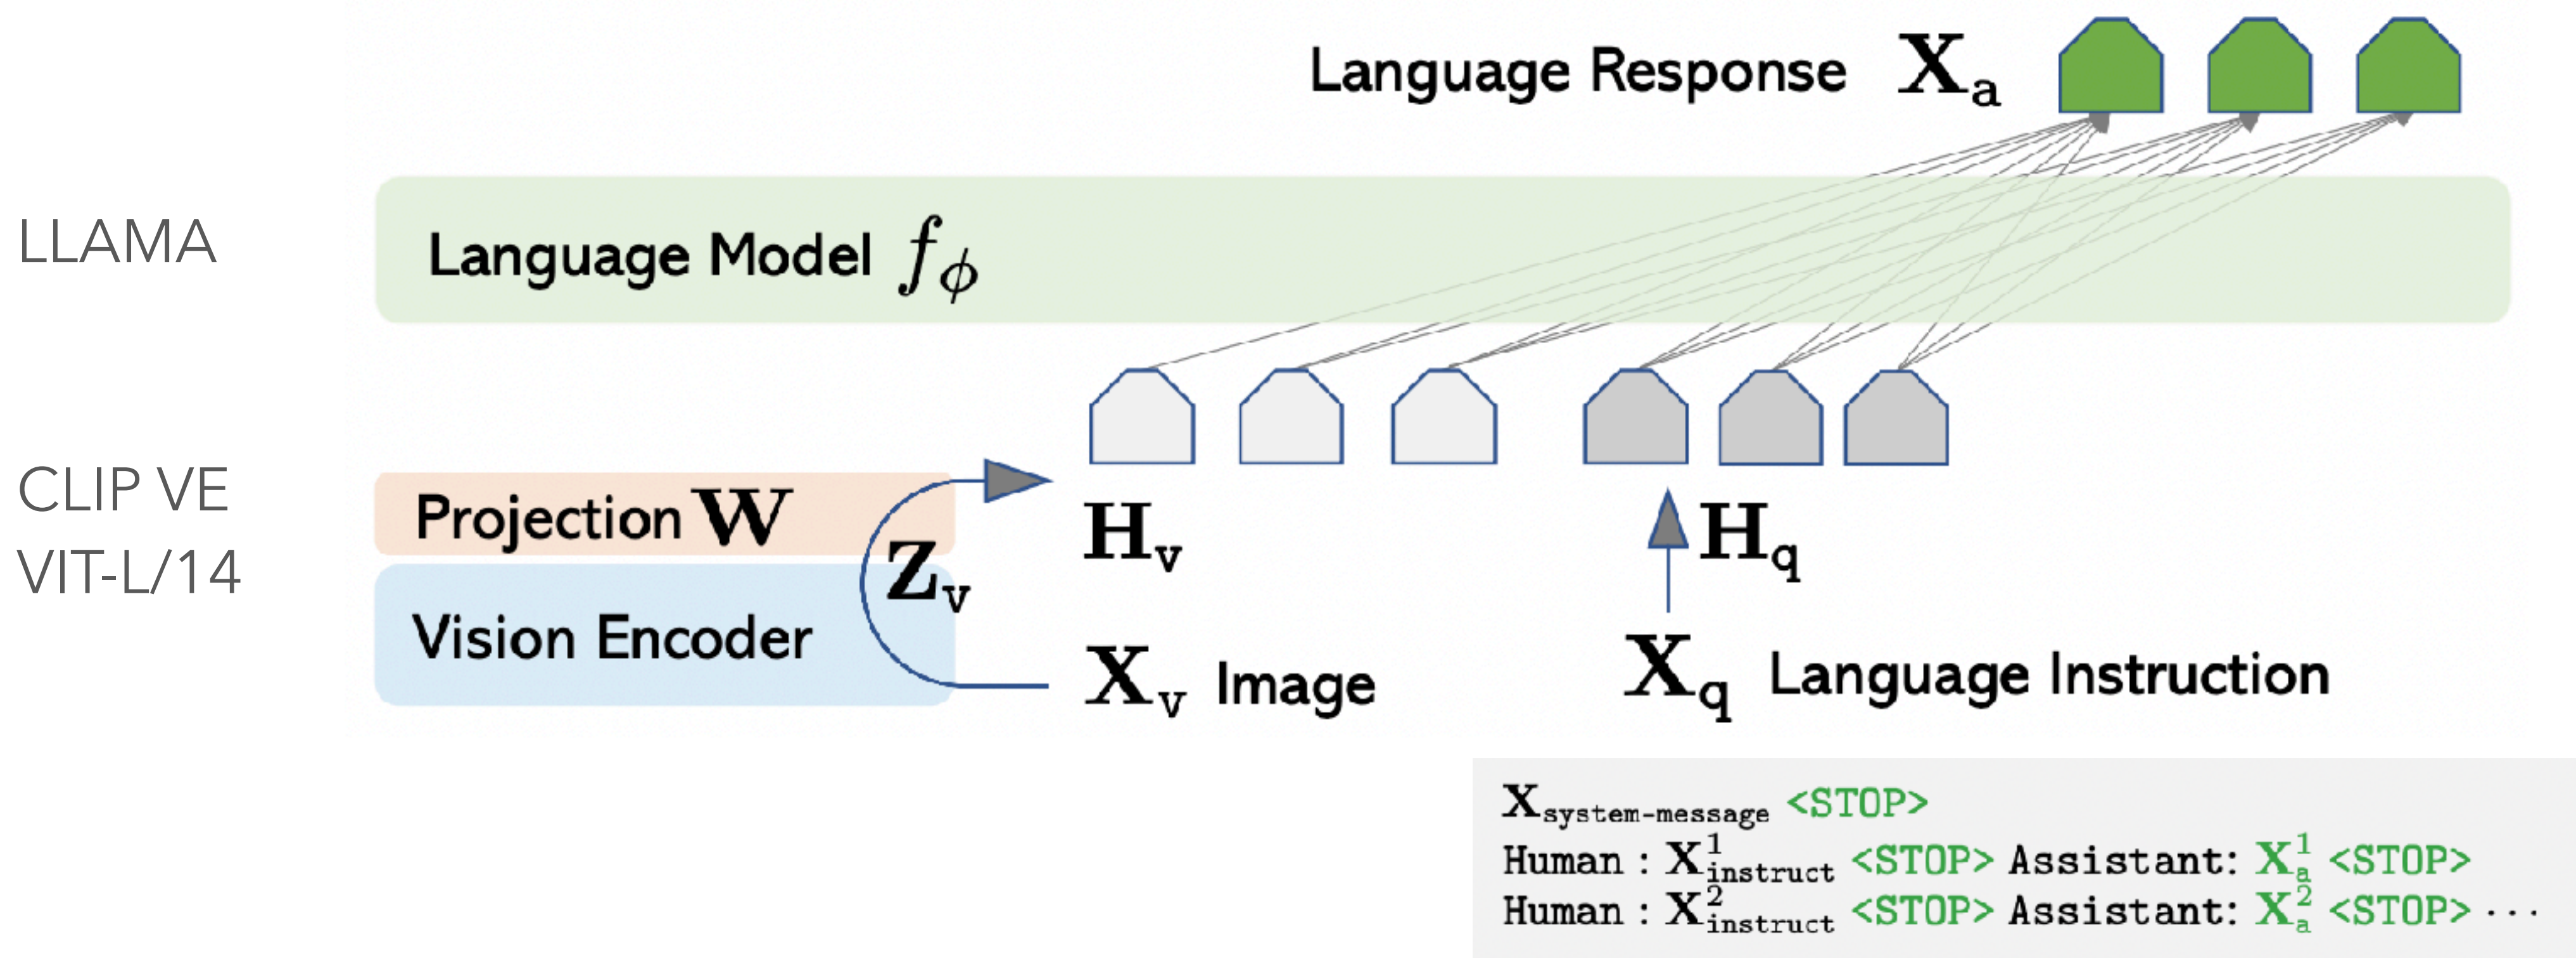 Language Response Xₐ
LLAMA
Language Model f_ϕ
CLIP VE
VIT-L/14
Projection W
Z_v
H_v
H_q
Vision Encoder
X_v Image
X_q Language Instruction
X_system-message <STOP>
Human : X^1_instruct <STOP> Assistant: X^1_a <STOP>
Human : X^2_instruct <STOP> Assistant: X^2_a <STOP> ···